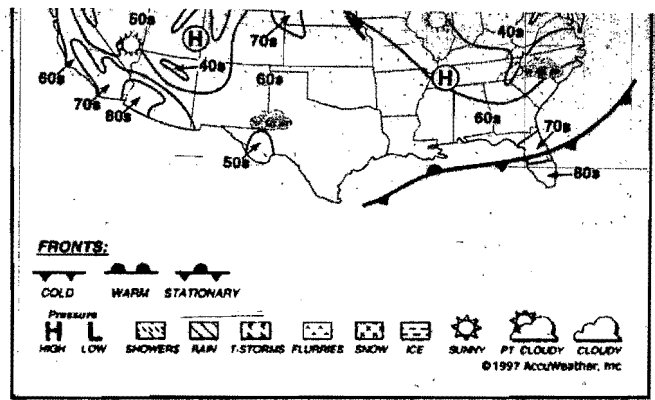 50s
40s
H
70s
40s
60s
60s
H
70s
80s
60s
70s
50s
80s
FRONTS:
COLD WARM STATIONARY
Pressure
H L
HIGH LOW SHOWERS RAIN T-STORMS FLURRIES SNOW ICE SUNNY PT CLOUDY CLOUDY
©1997 AccuWeather, Inc